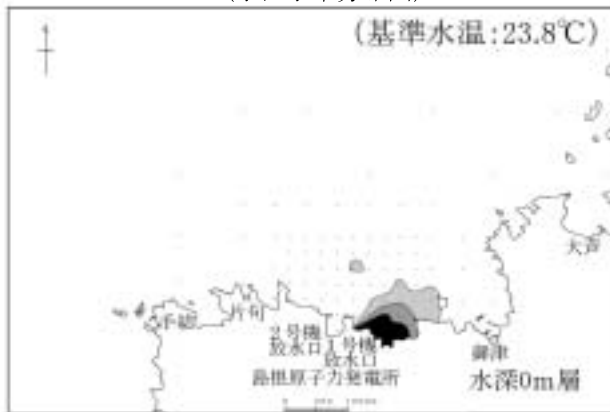 (基準水温:23.8℃)
大芦
手結
片句
2号機
放水口
1号機
放水口
御津
島根原子力発電所
水深0m層